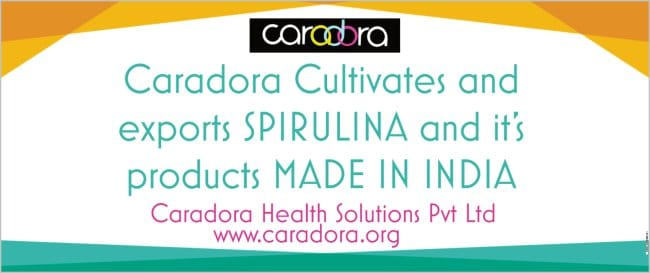 caradora
Caradora Cultivates and
exports SPIRULINA and it's
products MADE IN INDIA
Caradora Health Solutions Pvt Ltd
www.caradora.org